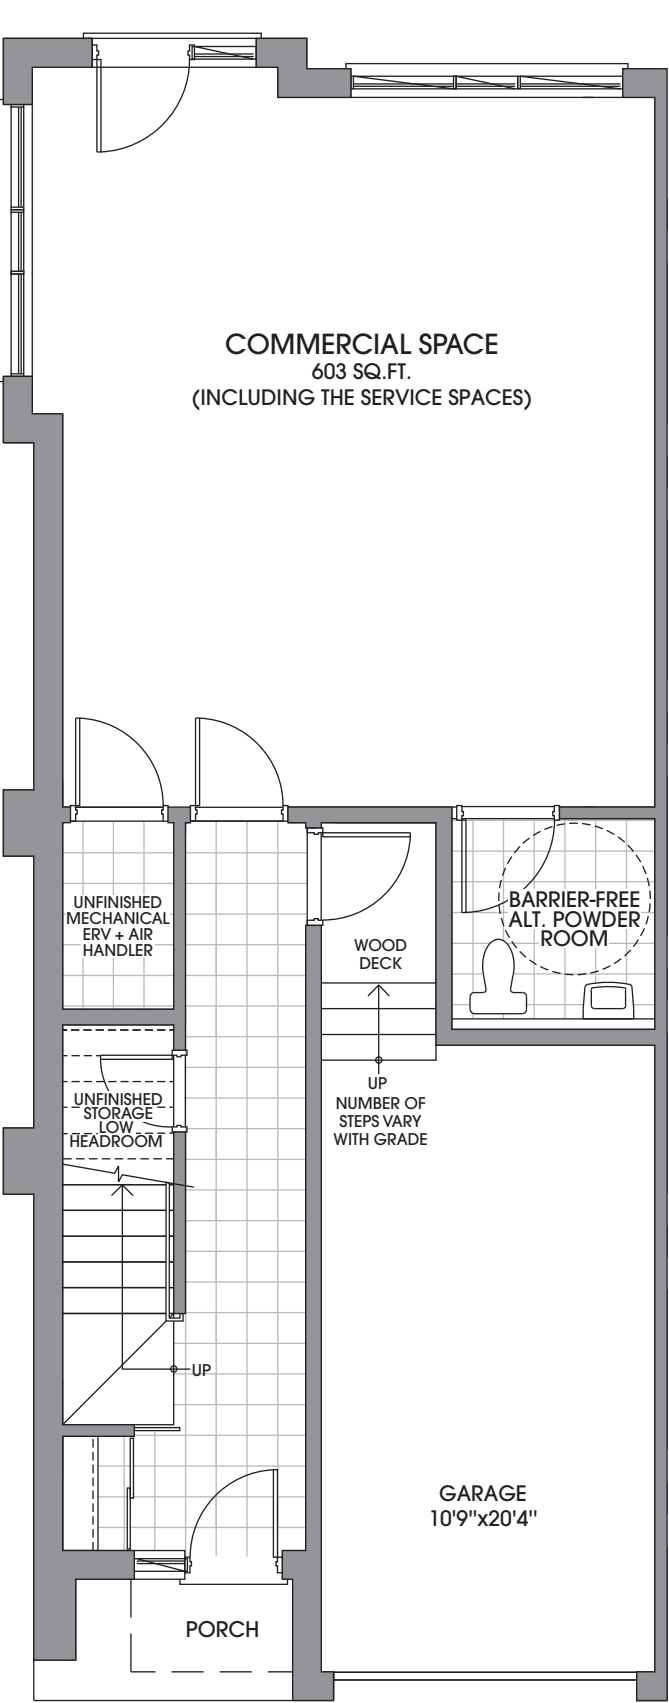 COMMERCIAL SPACE
603 SQ.FT.
(INCLUDING THE SERVICE SPACES)
UNFINISHED
MECHANICAL
ERV + AIR
HANDLER
WOOD
DECK
BARRIER-FREE
ALT. POWDER
ROOM
UP
NUMBER OF
STEPS VARY
WITH GRADE
UNFINISHED
STORAGE
LOW
HEADROOM
UP
GARAGE
10'9"x20'4"
PORCH